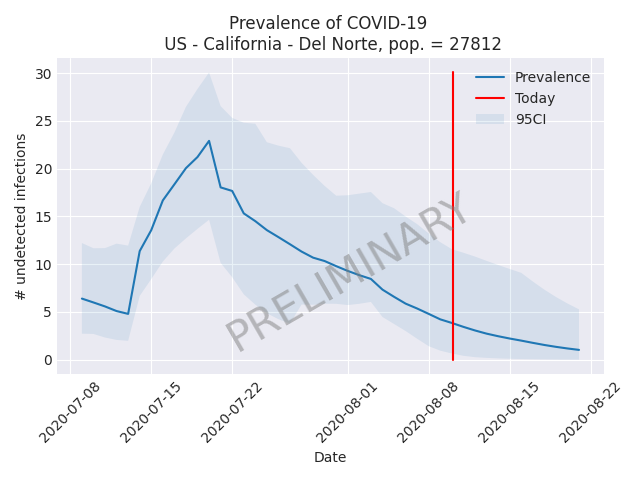 Prevalence of COVID-19
US - California - Del Norte, pop. = 27812
# undetected infections
30
25
20
15
10
5
0
Prevalence
Today
95CI
PRELIMINARY
2020-07-08
2020-07-15
2020-07-22
2020-08-01
2020-08-08
2020-08-15
2020-08-22
Date